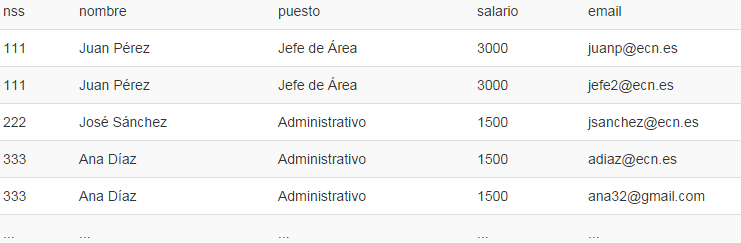 nss nombre puesto salario email
111 Juan Pérez Jefe de Área 3000 juanp@ecn.es
111 Juan Pérez Jefe de Área 3000 jefe2@ecn.es
222 José Sánchez Administrativo 1500 jsanchez@ecn.es
333 Ana Díaz Administrativo 1500 adiaz@ecn.es
333 Ana Díaz Administrativo 1500 ana32@gmail.com
... ... ... ... ...